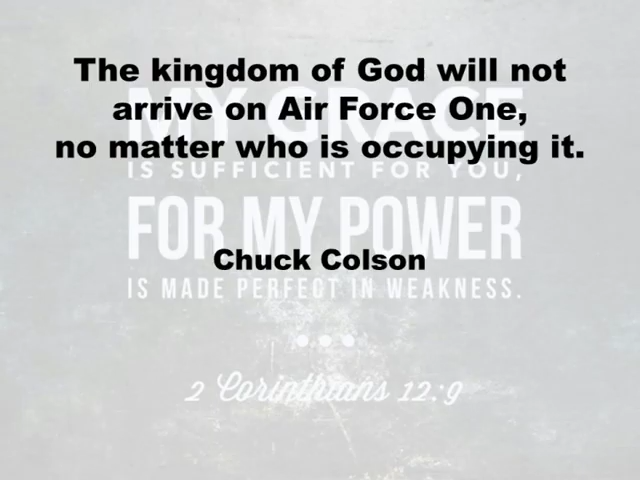 The kingdom of God will not
arrive on Air Force One,
no matter who is occupying it.
Chuck Colson
MY GRACE
IS SUFFICIENT FOR YOU,
FOR MY POWER
IS MADE PERFECT IN WEAKNESS.
2 Corinthians 12:9